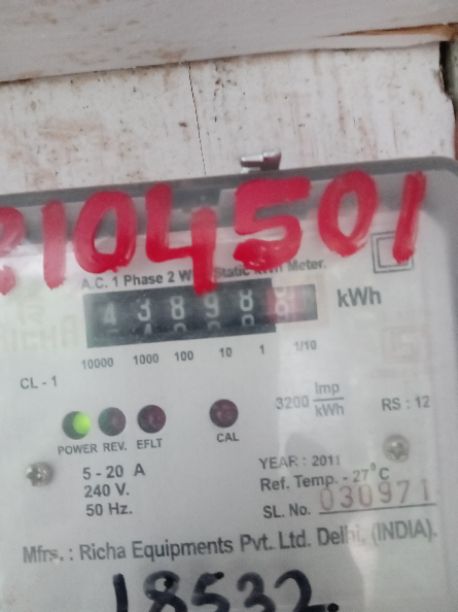 2104501
A.C. 1 Phase 2 W Static kWh Meter.
RICHA
43898 kWh
10000 1000 100 10 1 1/10
CL - 1
3200 Imp/kWh RS : 12
POWER REV. EFLT CAL
5 - 20 A
240 V.
50 Hz.
YEAR : 2011
Ref. Temp. - 27°C
SL. No. 030971
Mfrs. : Richa Equipments Pvt. Ltd. Delhi, (INDIA).
18532.